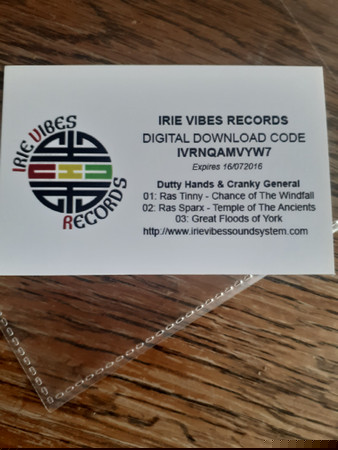 IRIE VIBES
RECORDS
IRIE VIBES RECORDS
DIGITAL DOWNLOAD CODE
IVRNQAMVYW7
Expires 16/072016
Dutty Hands & Cranky General
01: Ras Tinny - Chance of The Windfall
02: Ras Sparx - Temple of The Ancients
03: Great Floods of York
http://www.irievibessoundsystem.com